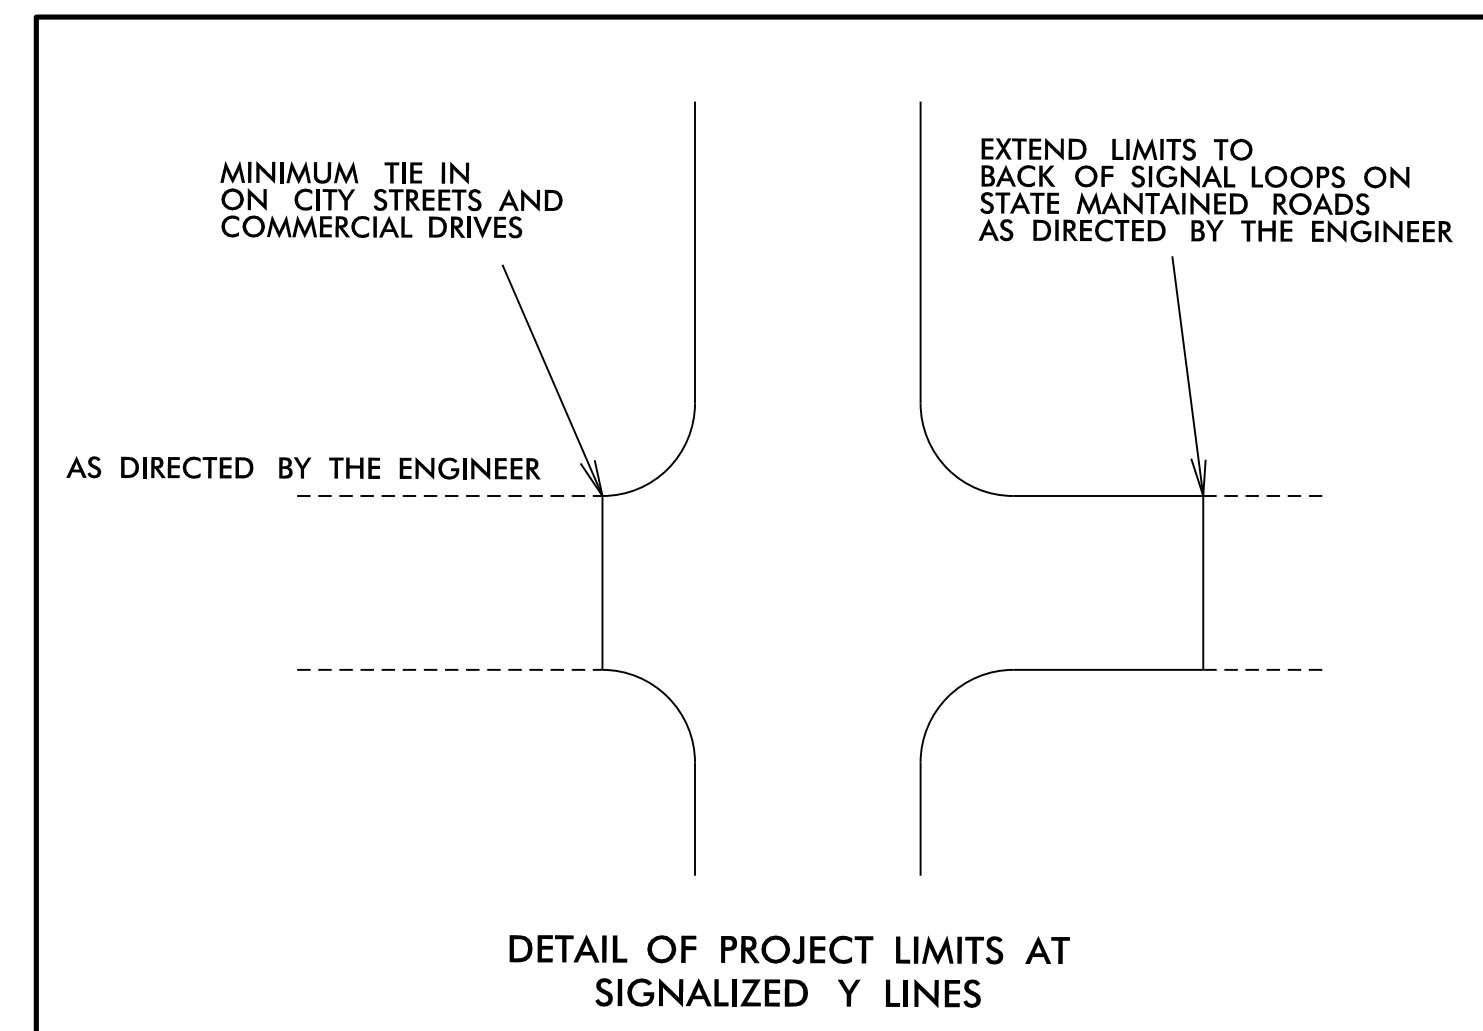 MINIMUM TIE IN
ON CITY STREETS AND
COMMERCIAL DRIVES
EXTEND LIMITS TO
BACK OF SIGNAL LOOPS ON
STATE MANTAINED ROADS
AS DIRECTED BY THE ENGINEER
AS DIRECTED BY THE ENGINEER
DETAIL OF PROJECT LIMITS AT
SIGNALIZED Y LINES